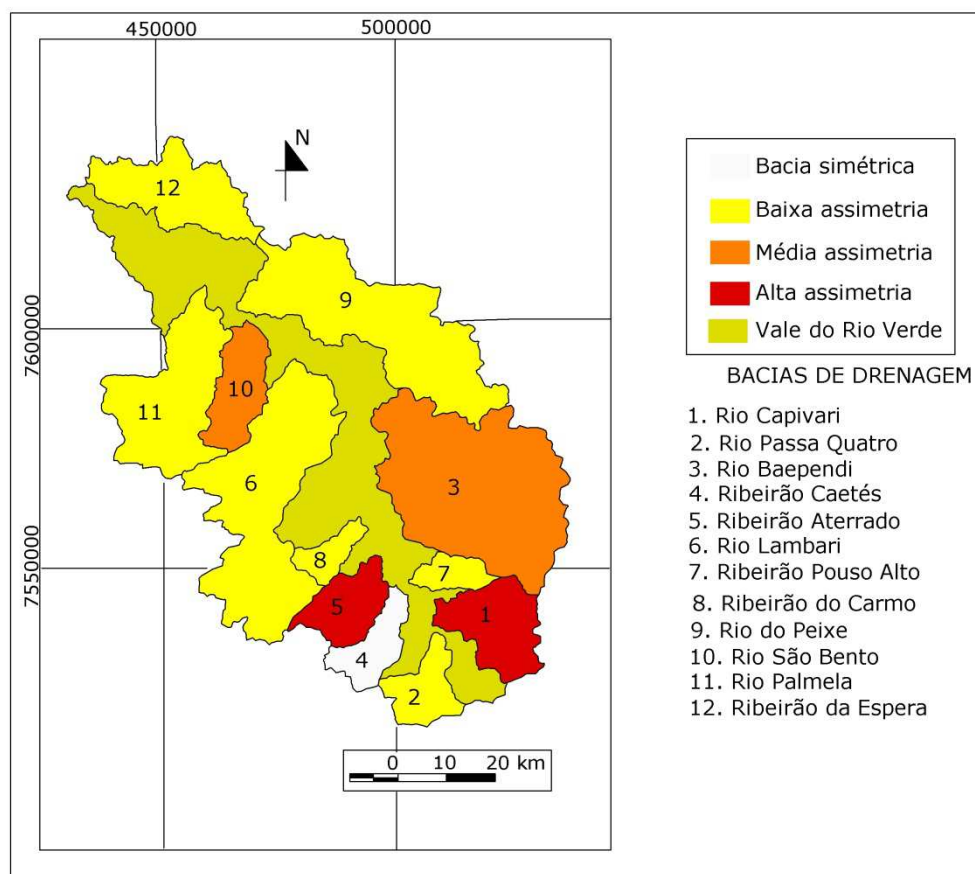 450000 500000
N
7600000
7550000
12
9
10
11
6
3
8
7
5
1
4
2
0 10 20 km
Bacia simétrica
Baixa assimetria
Média assimetria
Alta assimetria
Vale do Rio Verde
BACIAS DE DRENAGEM
1. Rio Capivari
2. Rio Passa Quatro
3. Rio Baependi
4. Ribeirão Caetés
5. Ribeirão Aterrado
6. Rio Lambari
7. Ribeirão Pouso Alto
8. Ribeirão do Carmo
9. Rio do Peixe
10. Rio São Bento
11. Rio Palmela
12. Ribeirão da Espera